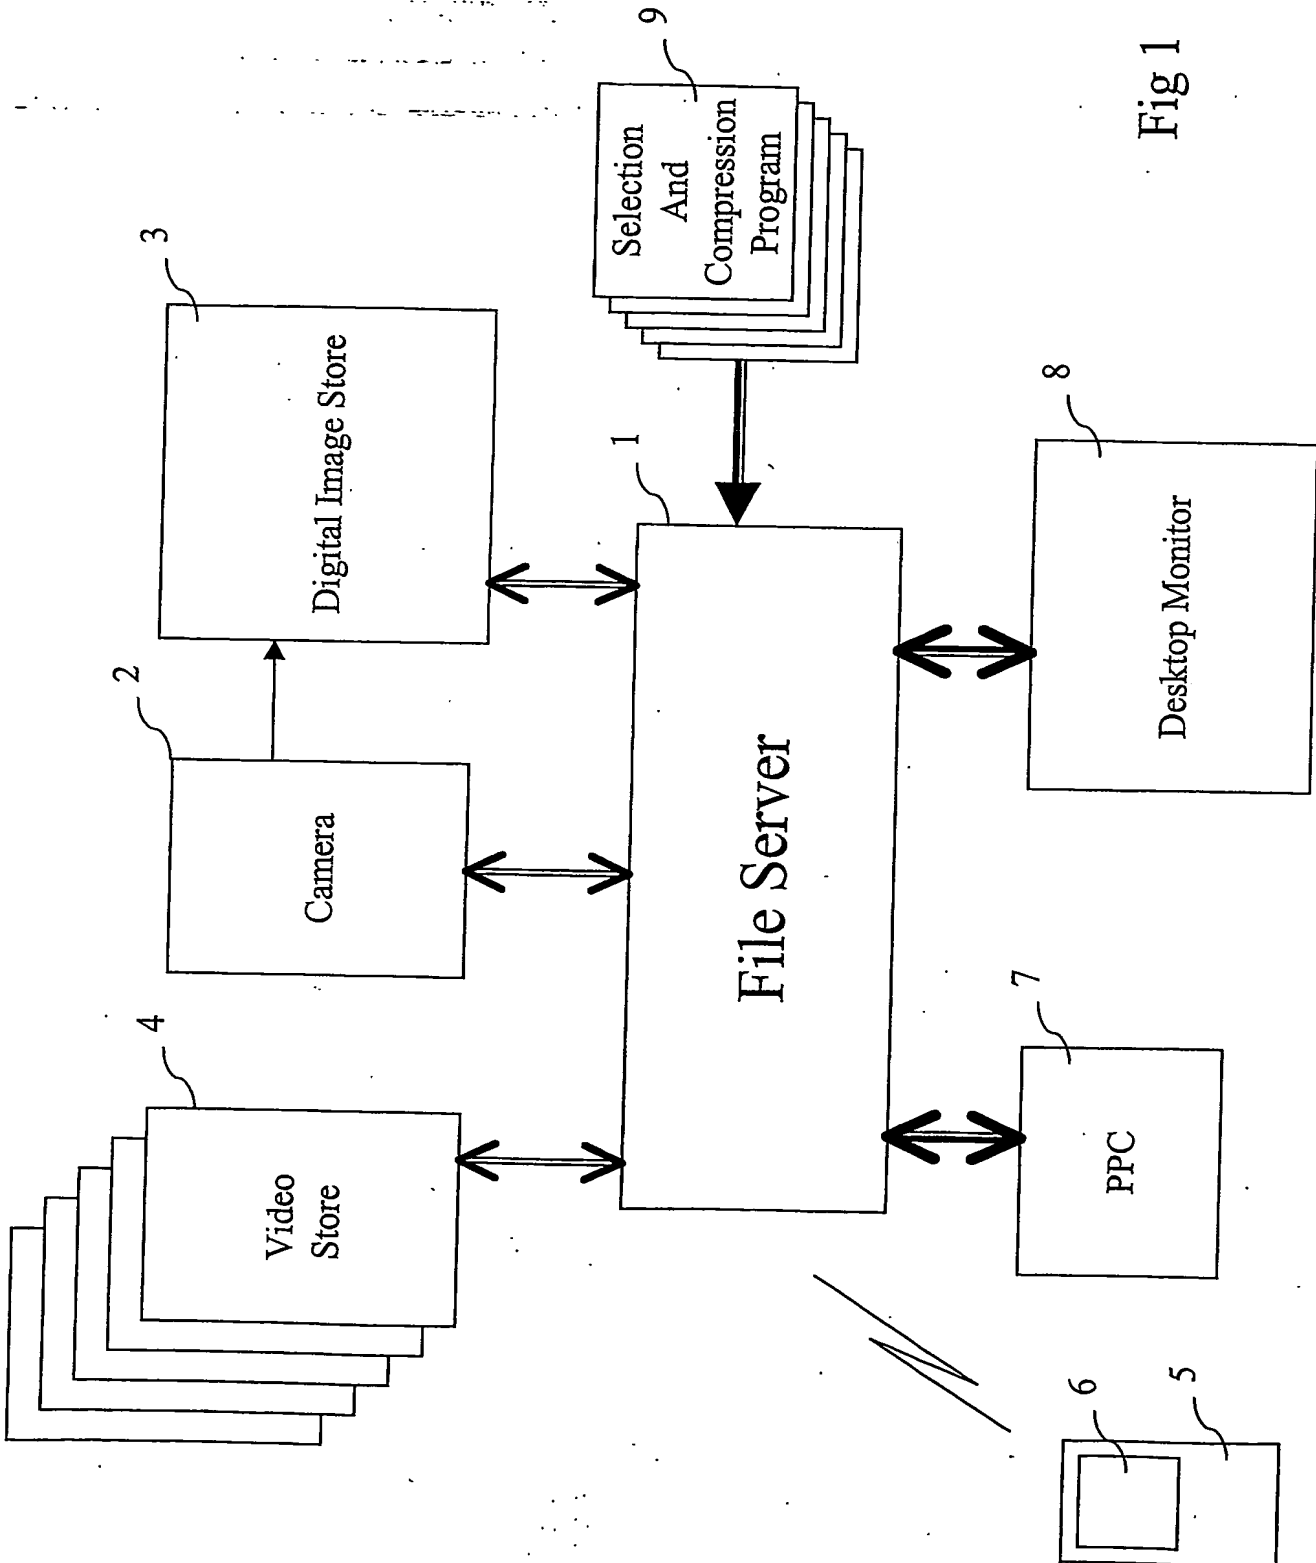 4
Video
Store
2
Camera
3
Digital Image Store
1
File Server
9
Selection
And
Compression
Program
6
5
7
PPC
8
Desktop Monitor
Fig 1